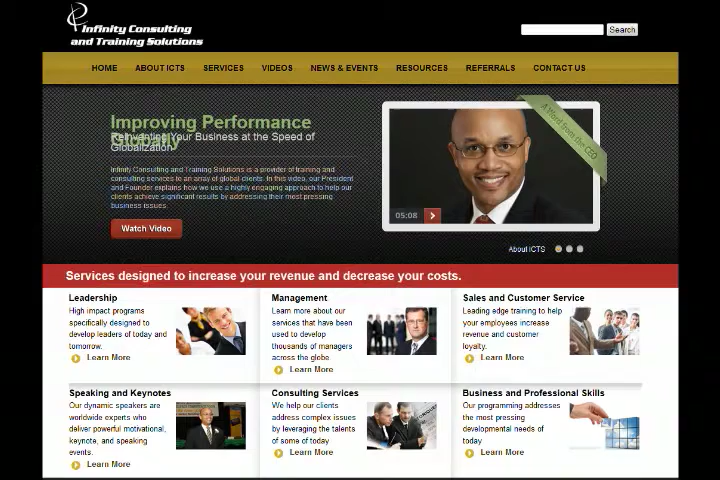 Infinity Consulting
and Training Solutions
Search
HOME ABOUT ICTS SERVICES VIDEOS NEWS & EVENTS RESOURCES REFERRALS CONTACT US
Improving Performance
Globally
Reinventing Your Business at the Speed of
Globalization
Infinity Consulting and Training Solutions is a provider of training and
consulting services to an array of global clients. In this video, our President
and Founder explains how we use a highly engaging approach to help our
clients achieve significant results by addressing their most pressing
business issues.
Watch Video
A Word from the CEO
05:08
About ICTS
Services designed to increase your revenue and decrease your costs.
Leadership
High impact programs
specifically designed to
develop leaders of today and
tomorrow.
Learn More
Management
Learn more about our
services that have been
used to develop
thousands of managers
across the globe.
Learn More
Sales and Customer Service
Leading edge training to help
your employees increase
revenue and customer
loyalty.
Learn More
Speaking and Keynotes
Our dynamic speakers are
worldwide experts who
deliver powerful motivational,
keynote, and speaking
events.
Learn More
Consulting Services
We help our clients
address complex issues
by leveraging the talents
of some of today
Learn More
Business and Professional Skills
Our programming addresses
the most pressing
developmental needs of
today
Learn More